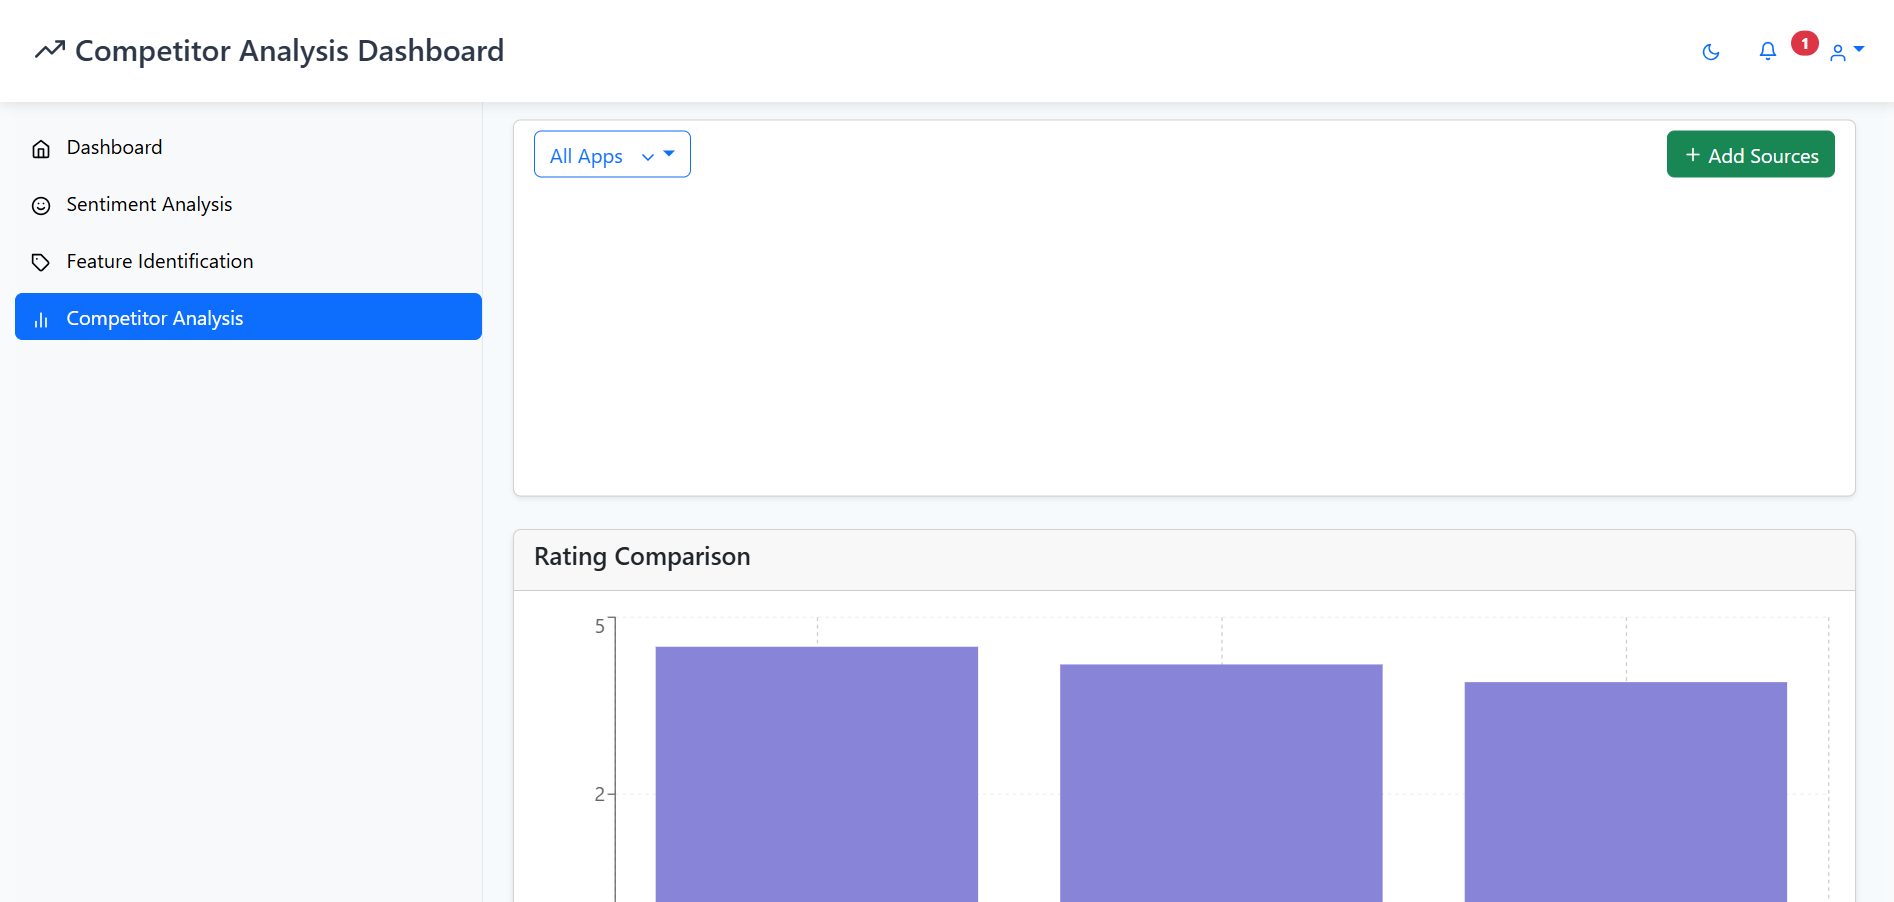 Competitor Analysis Dashboard
1
Dashboard
Sentiment Analysis
Feature Identification
Competitor Analysis
All Apps
+ Add Sources
Rating Comparison
5
2